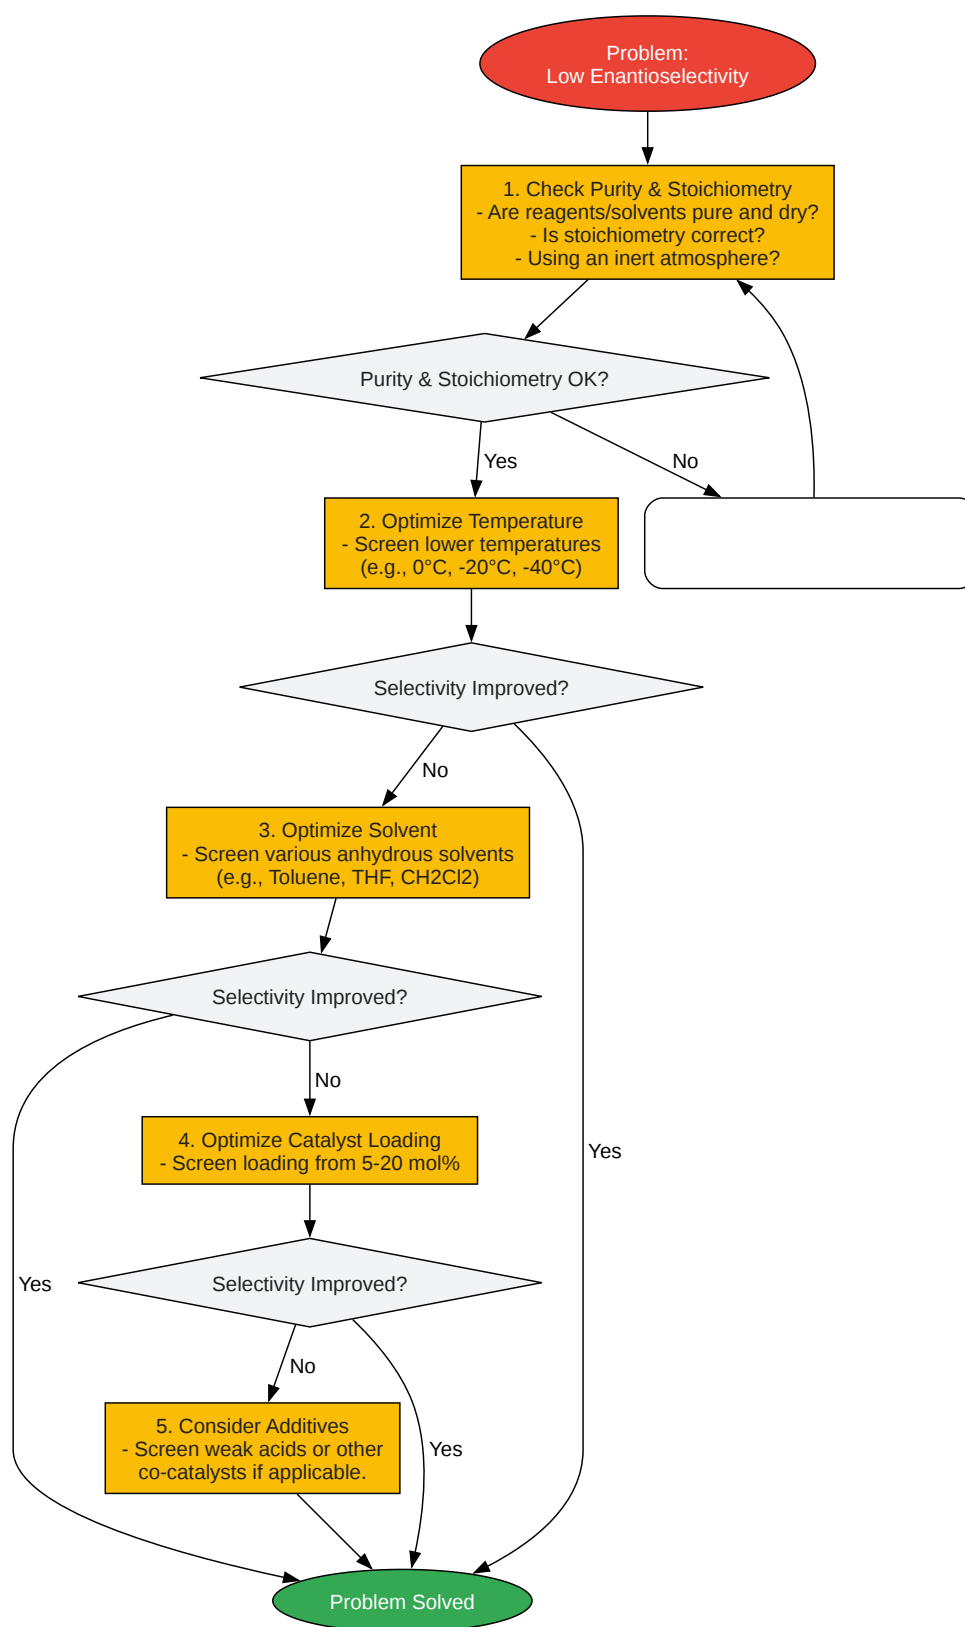 Problem:
Low Enantioselectivity
1. Check Purity & Stoichiometry
- Are reagents/solvents pure and dry?
- Is stoichiometry correct?
- Using an inert atmosphere?
Purity & Stoichiometry OK?
Yes
No
2. Optimize Temperature
- Screen lower temperatures
(e.g., 0°C, -20°C, -40°C)
Selectivity Improved?
No
3. Optimize Solvent
- Screen various anhydrous solvents
(e.g., Toluene, THF, CH2Cl2)
Selectivity Improved?
No
4. Optimize Catalyst Loading
- Screen loading from 5-20 mol%
Yes
Selectivity Improved?
Yes
No
5. Consider Additives
- Screen weak acids or other
co-catalysts if applicable.
Yes
Problem Solved